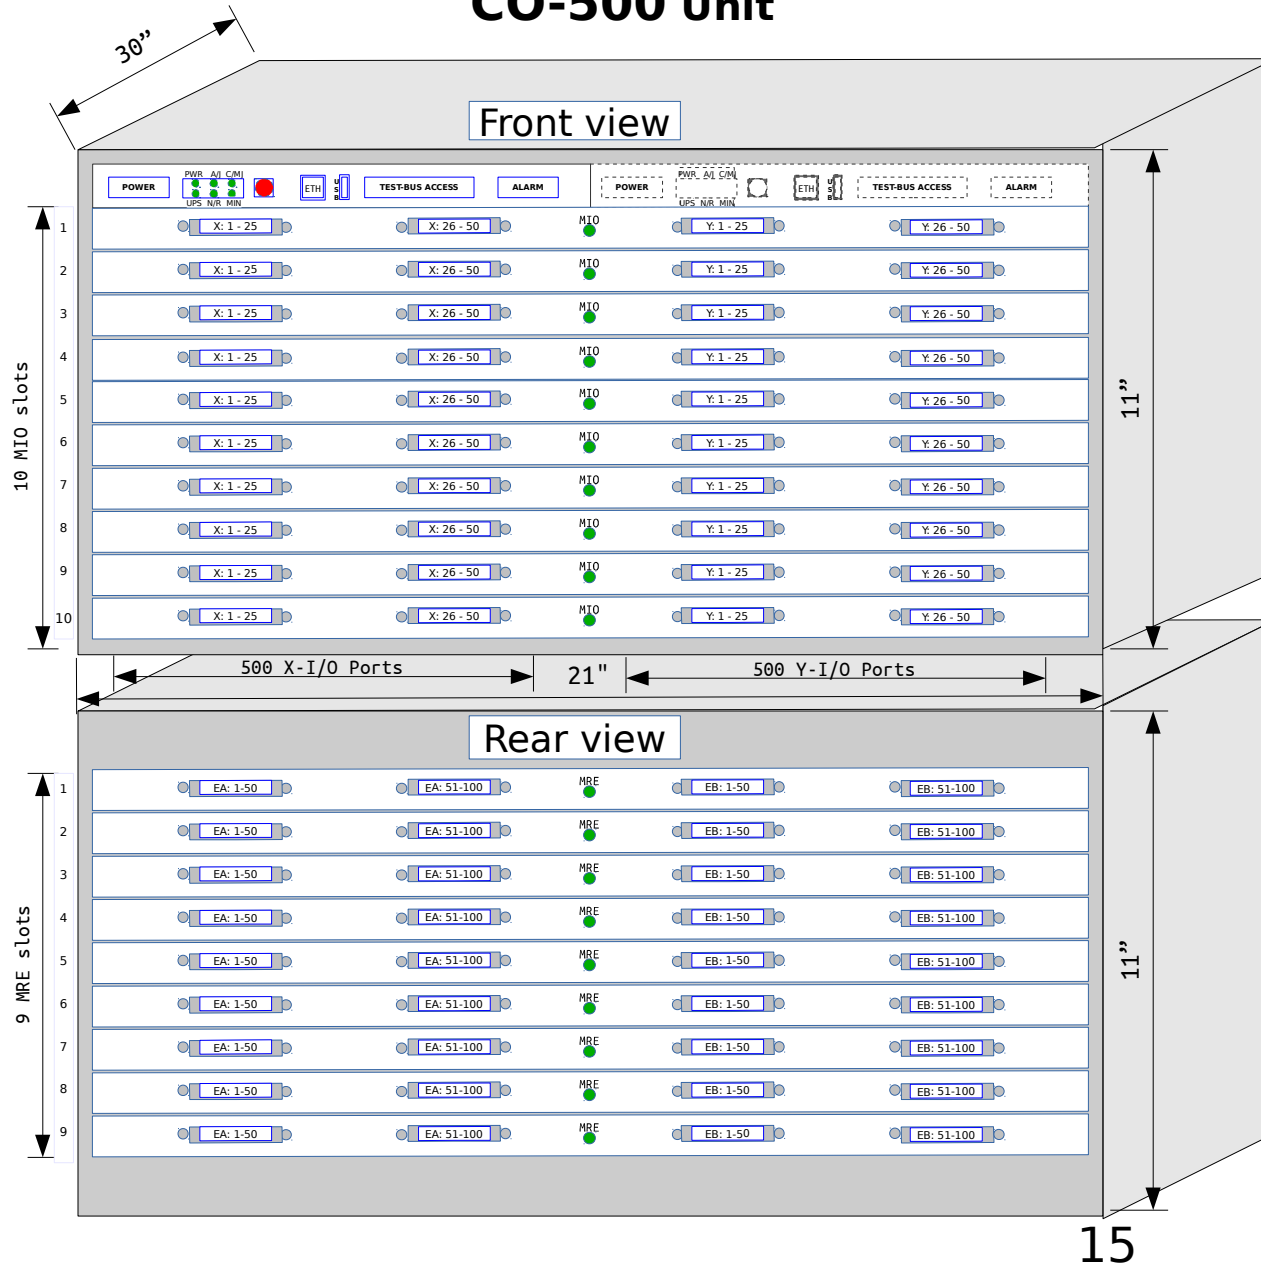 CO-500 Unit
30”
Front view
PWR A/J C/MJ PWR A/J C/MJ
POWER ETH USB TEST-BUS ACCESS ALARM POWER ETH USB TEST-BUS ACCESS ALARM
UPS N/R MIN UPS N/R MIN
1 X: 1 - 25 X: 26 - 50 MIO Y: 1 - 25 Y: 26 - 50
2 X: 1 - 25 X: 26 - 50 MIO Y: 1 - 25 Y: 26 - 50
3 X: 1 - 25 X: 26 - 50 MIO Y: 1 - 25 Y: 26 - 50
4 X: 1 - 25 X: 26 - 50 MIO Y: 1 - 25 Y: 26 - 50
5 X: 1 - 25 X: 26 - 50 MIO Y: 1 - 25 Y: 26 - 50
6 X: 1 - 25 X: 26 - 50 MIO Y: 1 - 25 Y: 26 - 50
7 X: 1 - 25 X: 26 - 50 MIO Y: 1 - 25 Y: 26 - 50
8 X: 1 - 25 X: 26 - 50 MIO Y: 1 - 25 Y: 26 - 50
9 X: 1 - 25 X: 26 - 50 MIO Y: 1 - 25 Y: 26 - 50
10 X: 1 - 25 X: 26 - 50 MIO Y: 1 - 25 Y: 26 - 50
10 MIO slots
11”
500 X-I/O Ports 21" 500 Y-I/O Ports
Rear view
1 EA: 1-50 EA: 51-100 MRE EB: 1-50 EB: 51-100
2 EA: 1-50 EA: 51-100 MRE EB: 1-50 EB: 51-100
3 EA: 1-50 EA: 51-100 MRE EB: 1-50 EB: 51-100
4 EA: 1-50 EA: 51-100 MRE EB: 1-50 EB: 51-100
5 EA: 1-50 EA: 51-100 MRE EB: 1-50 EB: 51-100
6 EA: 1-50 EA: 51-100 MRE EB: 1-50 EB: 51-100
7 EA: 1-50 EA: 51-100 MRE EB: 1-50 EB: 51-100
8 EA: 1-50 EA: 51-100 MRE EB: 1-50 EB: 51-100
9 EA: 1-50 EA: 51-100 MRE EB: 1-50 EB: 51-100
9 MRE slots
11”
15